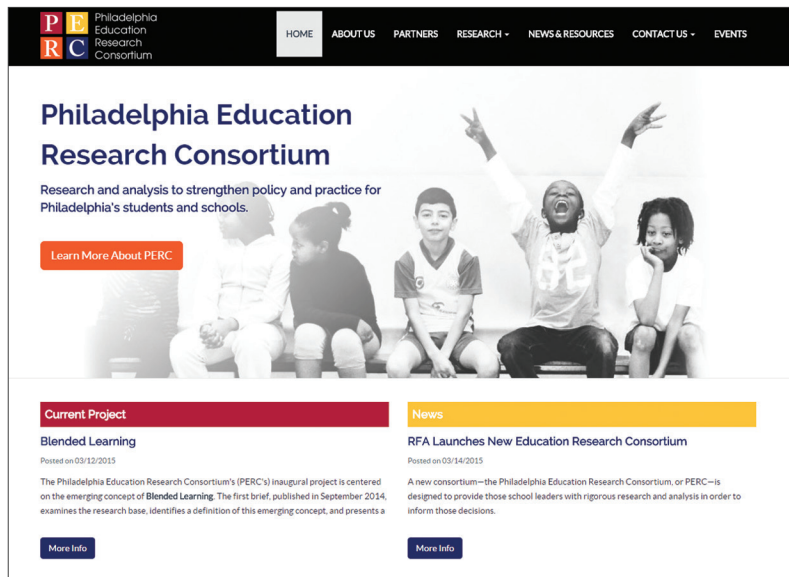 P E
R C
Philadelphia
Education
Research
Consortium
HOME ABOUT US PARTNERS RESEARCH NEWS & RESOURCES CONTACT US EVENTS
Philadelphia Education
Research Consortium
Research and analysis to strengthen policy and practice for
Philadelphia's students and schools.
Learn More About PERC
Current Project
Blended Learning
Posted on 03/12/2015
The Philadelphia Education Research Consortium's (PERC's) inaugural project is centered
on the emerging concept of Blended Learning. The first brief, published in September 2014,
examines the research base, identifies a definition of this emerging concept, and presents a
More Info
News
RFA Launches New Education Research Consortium
Posted on 03/14/2015
A new consortium—the Philadelphia Education Research Consortium, or PERC—is
designed to provide those school leaders with rigorous research and analysis in order to
inform those decisions.
More Info